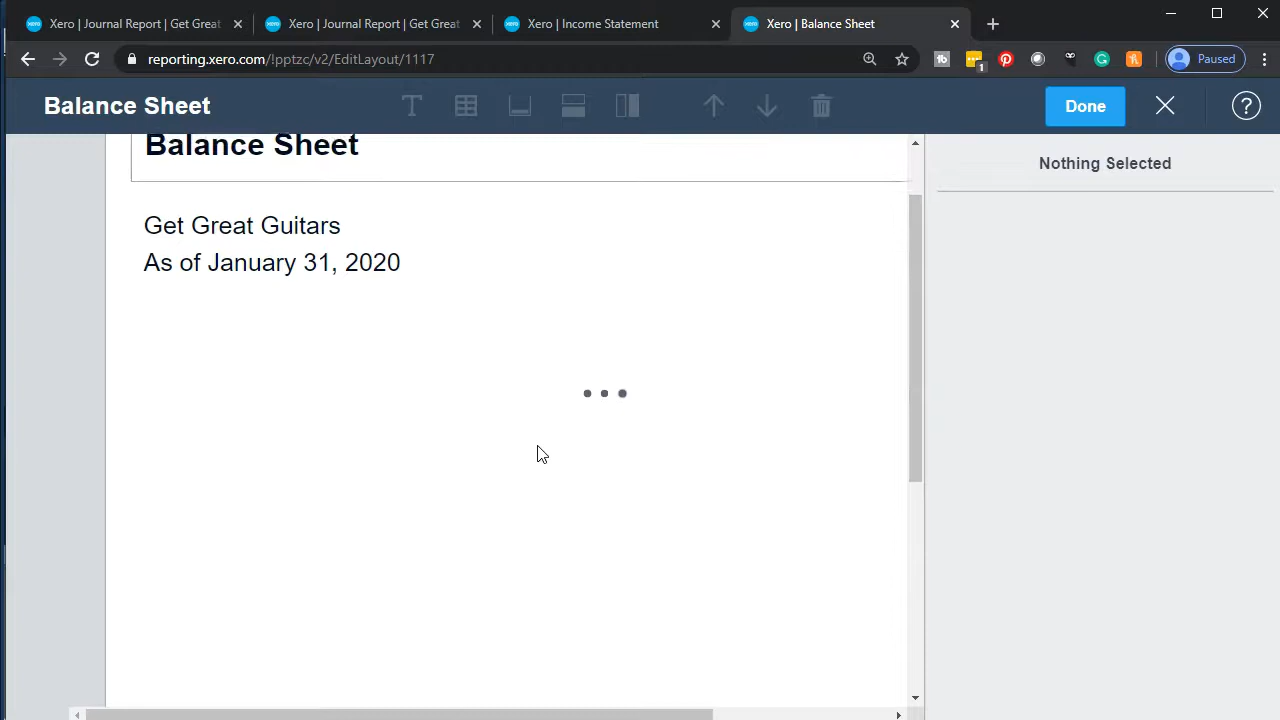 Xero | Journal Report | Get Great
Xero | Journal Report | Get Great
Xero | Income Statement
Xero | Balance Sheet
reporting.xero.com/!pptzc/v2/EditLayout/1117
Paused
Balance Sheet
Done
Balance Sheet
Nothing Selected
Get Great Guitars
As of January 31, 2020